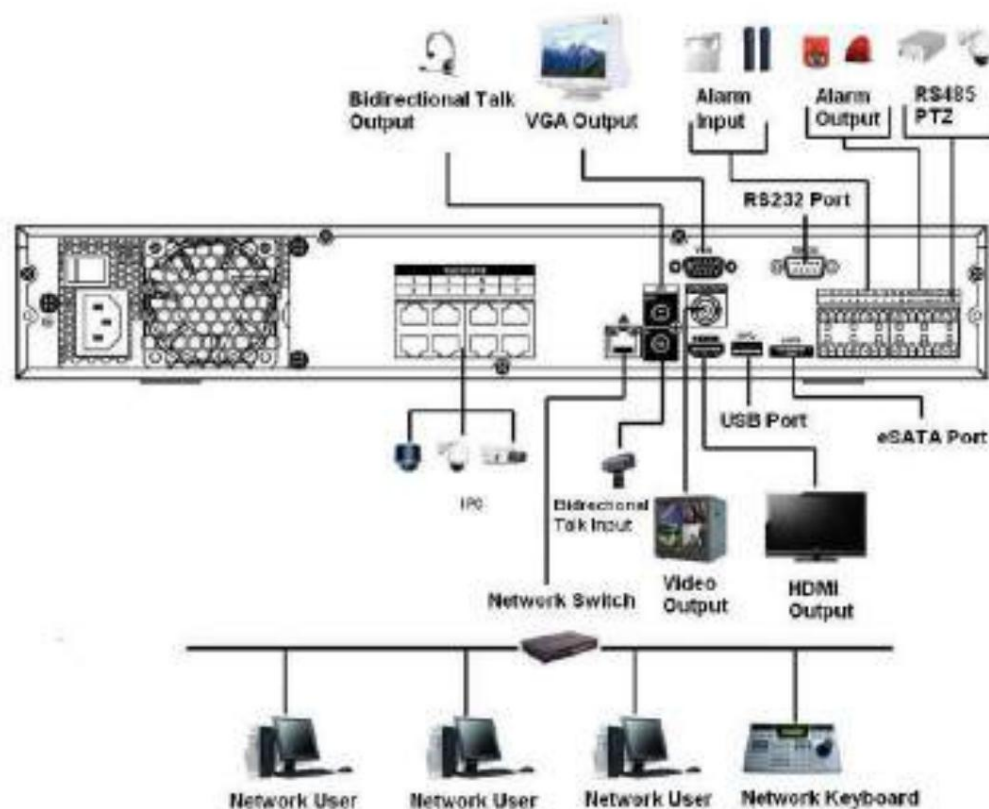 Bidirectional Talk
Output
VGA Output
Alarm
Input
Alarm
Output
RS485
PTZ
RS232 Port
VGA
USB Port
eSATA Port
IPC
Bidirectional
Talk Input
Video
Output
HDMI
Output
Network Switch
Network User
Network User
Network User
Network Keyboard